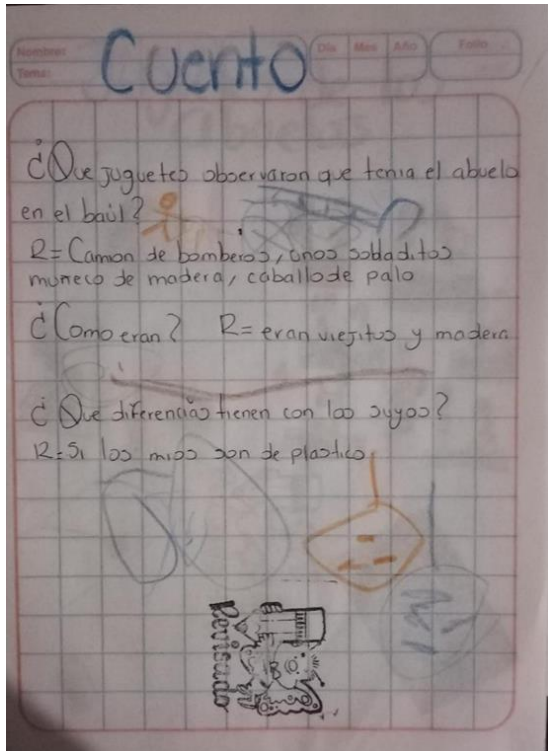 Nombre:
Cuento
Día Mes Año
Folio
Tema:
¿Que juguetes observaron que tenia el abuelo
en el baúl?
R= Camon de bomberos, unos soldaditos
muneco de madera, caballo de palo
¿Como eran? R= eran viejitos y madera
¿Que diferencias tienen con los suyos?
R= Si los mios son de plastico
Revisado